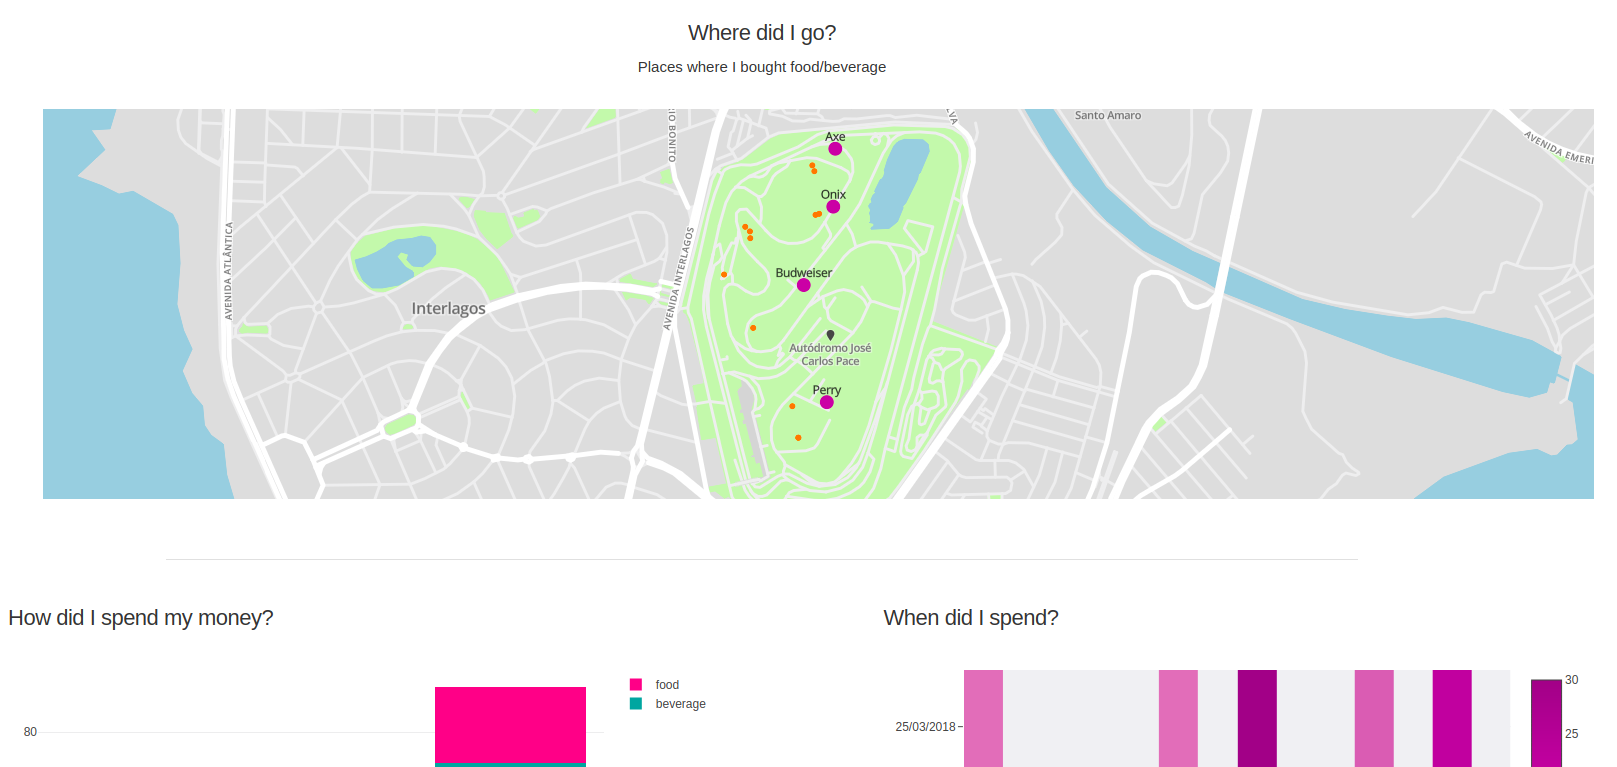 Where did I go?
Places where I bought food/beverage
RIO BONITO
Santo Amaro
AVENIDA EMERI
Axe
Onix
AVENIDA ATLÂNTICA
AVENIDA INTERLAGOS
Budweiser
Interlagos
Autódromo José
Carlos Pace
Perry
How did I spend my money?
When did I spend?
food
beverage
80
25/03/2018
30
25